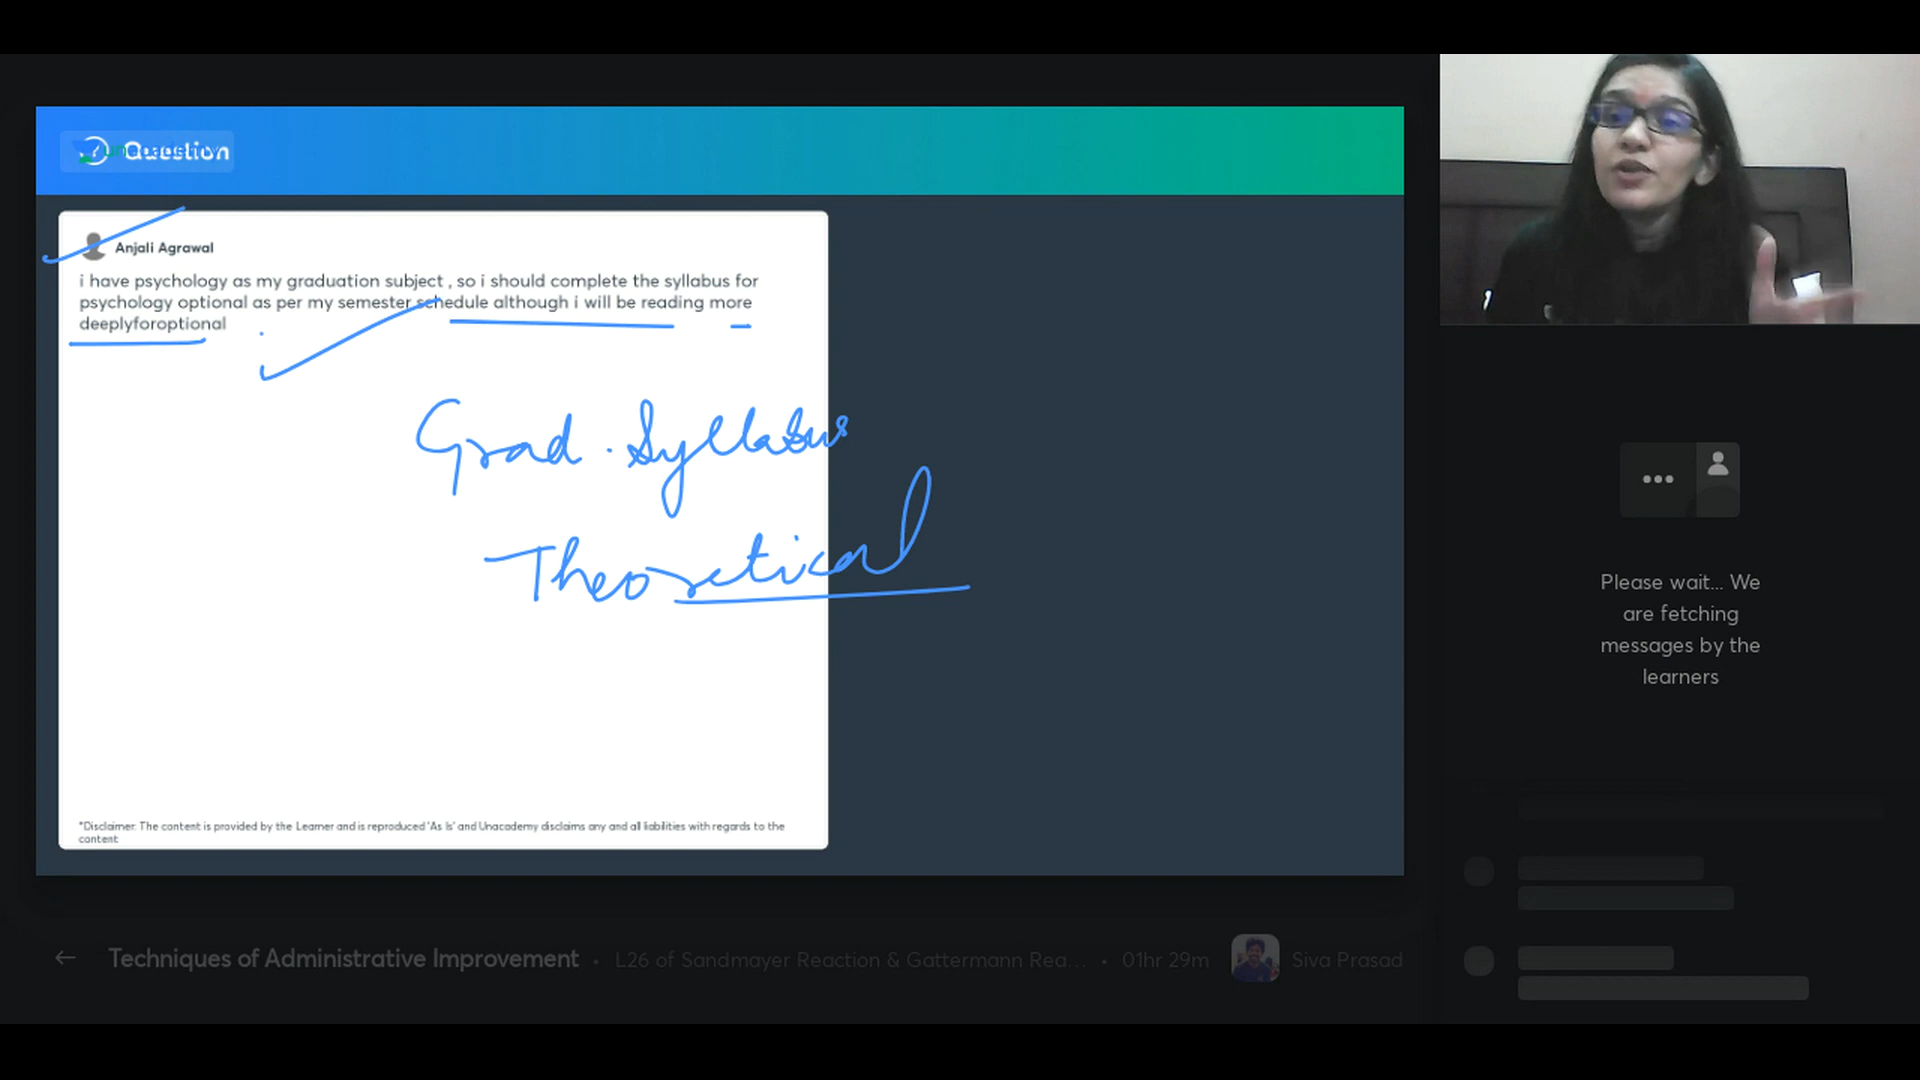 Question
Anjali Agrawal
i have psychology as my graduation subject , so i should complete the syllabus for
psychology optional as per my semester schedule although i will be reading more
deeplyforoptional
Grad. Syllabus
Theoretical
*Disclaimer: The content is provided by the Learner and is reproduced 'As Is' and Unacademy disclaims any and all liabilities with regards to the
content
Please wait... We
are fetching
messages by the
learners
Techniques of Administrative Improvement • L26 of Sandmayer Reaction & Gattermann Rea... • 01hr 29m Siva Prasad